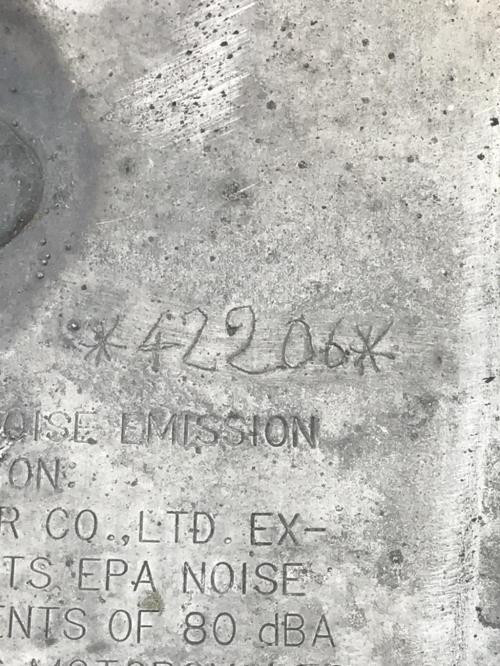 *42206*
OISE EMISSION
ON:
R CO.,LTD. EX-
TS EPA NOISE
ENTS OF 80 dBA